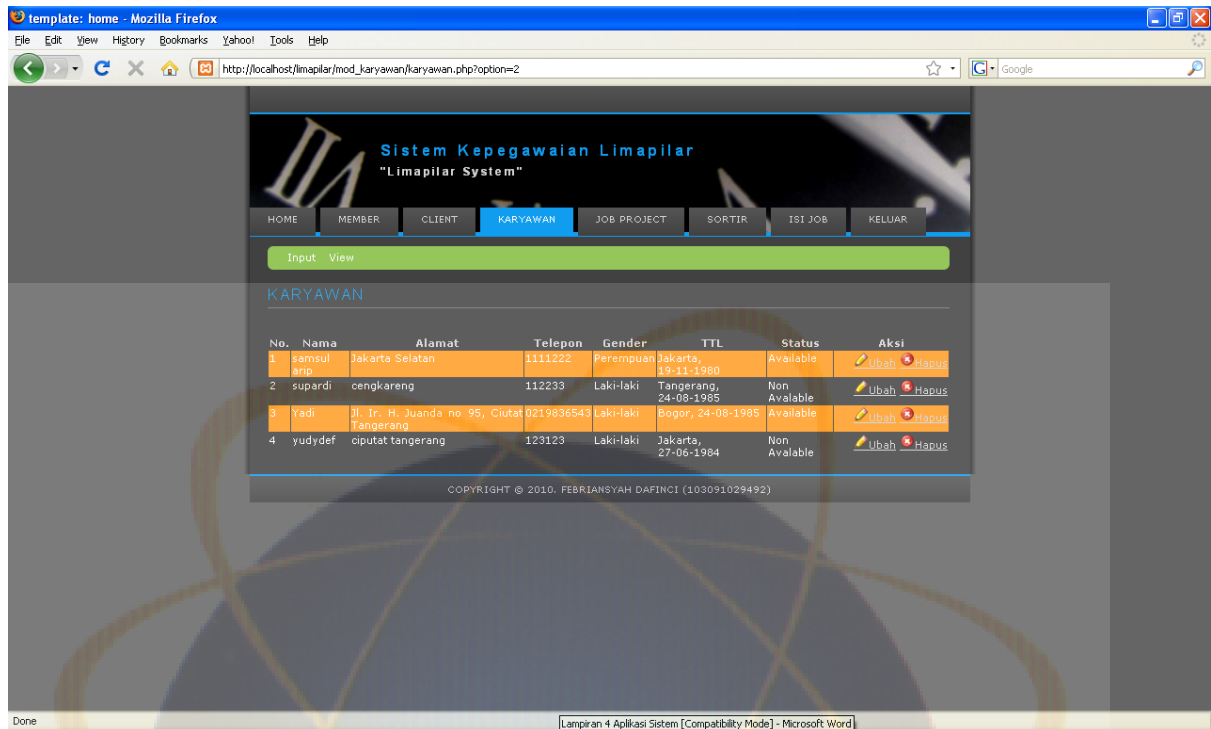 template: home - Mozilla Firefox
File Edit View History Bookmarks Yahoo! Tools Help
http://localhost/limapilar/mod_karyawan/karyawan.php?option=2
G Google
Sistem Kepegawaian Limapilar
"Limapilar System"
HOME MEMBER CLIENT KARYAWAN JOB PROJECT SORTIR ISI JOB KELUAR
Input View
KARYAWAN
No. Nama Alamat Telepon Gender TTL Status Aksi
1 samsul Jakarta Selatan 1111222 Perempuan Jakarta, Available Ubah Hapus
arip 19-11-1980
2 supardi cengkareng 112233 Laki-laki Tangerang, Non Ubah Hapus
24-08-1985 Avalable
3 Yadi Jl. Ir. H. Juanda no 95, Ciutat 0219836543 Laki-laki Bogor, 24-08-1985 Available Ubah Hapus
Tangerang
4 yudydef ciputat tangerang 123123 Laki-laki Jakarta, Non Ubah Hapus
27-06-1984 Avalable
COPYRIGHT © 2010. FEBRIANSYAH DAFINCI (103091029492)
Done
Lampiran 4 Aplikasi Sistem [Compatibility Mode] - Microsoft Word